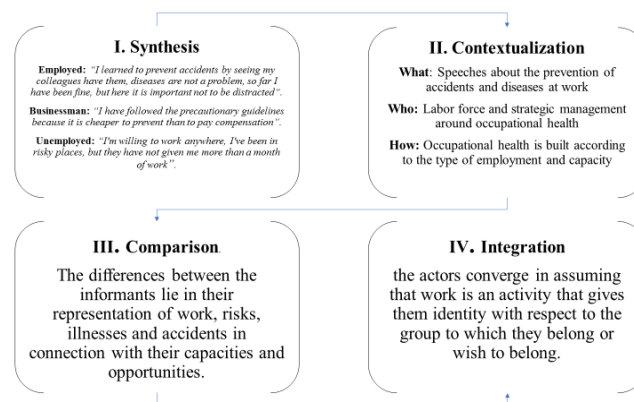 I. Synthesis
Employed: “I learned to prevent accidents by seeing my
colleagues have them, diseases are not a problem, so far I
have been fine, but here it is important not to be distracted”.
Businessman: “I have followed the precautionary guidelines
because it is cheaper to prevent than to pay compensation”.
Unemployed: “I'm willing to work anywhere, I've been in
risky places, but they have not given me more than a month
of work”.
II. Contextualization
What: Speeches about the prevention of
accidents and diseases at work
Who: Labor force and strategic management
around occupational health
How: Occupational health is built according
to the type of employment and capacity
III. Comparison.
The differences between the
informants lie in their
representation of work, risks,
illnesses and accidents in
connection with their capacities and
opportunities.
IV. Integration
the actors converge in assuming
that work is an activity that gives
them identity with respect to the
group to which they belong or
wish to belong.